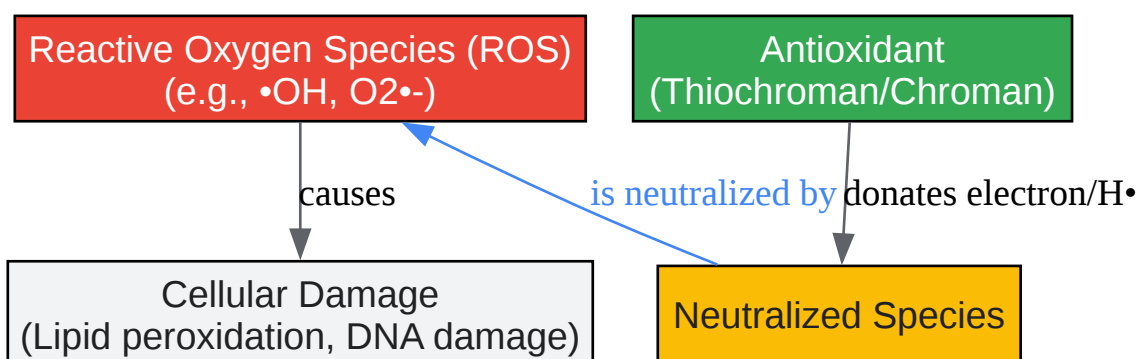 Reactive Oxygen Species (ROS)
(e.g., •OH, O2•-)
Antioxidant
(Thiochroman/Chroman)
causes
is neutralized by
donates electron/H•
Cellular Damage
(Lipid peroxidation, DNA damage)
Neutralized Species